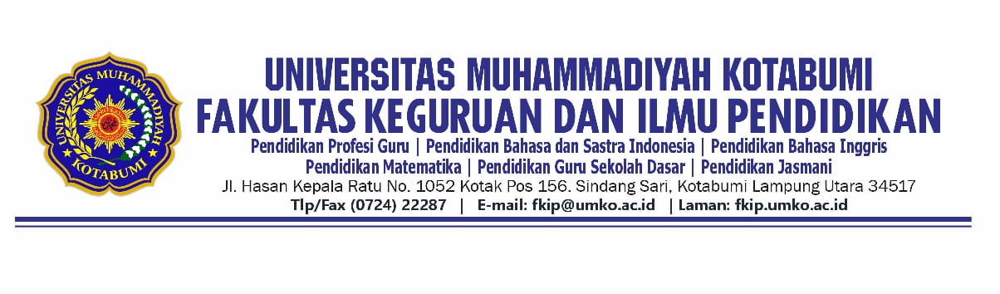 UNIVERSITAS MUHAMMADIYAH KOTABUMI
FAKULTAS KEGURUAN DAN ILMU PENDIDIKAN
Pendidikan Profesi Guru | Pendidikan Bahasa dan Sastra Indonesia | Pendidikan Bahasa Inggris
Pendidikan Matematika | Pendidikan Guru Sekolah Dasar | Pendidikan Jasmani
Jl. Hasan Kepala Ratu No. 1052 Kotak Pos 156. Sindang Sari, Kotabumi Lampung Utara 34517
Tlp/Fax (0724) 22287 | E-mail: fkip@umko.ac.id | Laman: fkip.umko.ac.id
UNIVERSITAS MUHAMMADIYAH
KOTABUMI